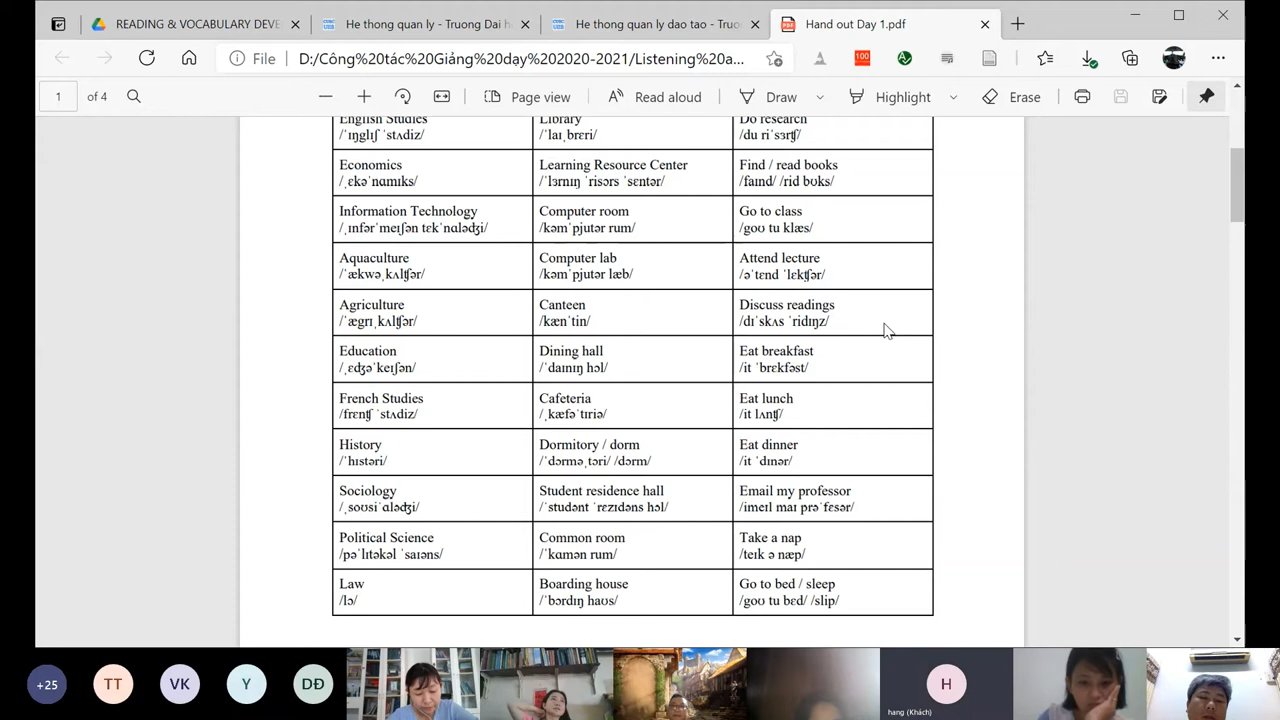 READING & VOCABULARY DEVE
He thong quan ly - Truong Dai h
He thong quan ly dao tao - Truong
Hand out Day 1.pdf
File
D:/Công%20tác%20Giảng%20dạy%202020-2021/Listening%20a...
100
1
of 4
Page view
Read aloud
Draw
Highlight
Erase
English Studies
/ˈɪŋglɪʃ ˈstʌdiz/
Library
/ˈlaɪˌbrɛri/
Do research
/du riˈsɜrʧ/
Economics
/ˌɛkəˈnɑmɪks/
Learning Resource Center
/ˈlɜrnɪŋ ˈrisɔrs ˈsɛntər/
Find / read books
/faɪnd/ /rid bʊks/
Information Technology
/ˌɪnfərˈmeɪʃən tɛkˈnɑləʤi/
Computer room
/kəmˈpjutər rum/
Go to class
/goʊ tu klæs/
Aquaculture
/ˈækwəˌkʌlʧər/
Computer lab
/kəmˈpjutər læb/
Attend lecture
/əˈtɛnd ˈlɛkʧər/
Agriculture
/ˈægrɪˌkʌlʧər/
Canteen
/kænˈtin/
Discuss readings
/dɪˈskʌs ˈridɪŋz/
Education
/ˌɛʤəˈkeɪʃən/
Dining hall
/ˈdaɪnɪŋ hɔl/
Eat breakfast
/it ˈbrɛkfəst/
French Studies
/frɛnʧ ˈstʌdiz/
Cafeteria
/ˌkæfəˈtɪriə/
Eat lunch
/it lʌnʧ/
History
/ˈhɪstəri/
Dormitory / dorm
/ˈdɔrməˌtɔri/ /dɔrm/
Eat dinner
/it ˈdɪnər/
Sociology
/ˌsoʊsiˈɑləʤi/
Student residence hall
/ˈstudənt ˈrɛzɪdəns hɔl/
Email my professor
/imeɪl maɪ prəˈfɛsər/
Political Science
/pəˈlɪtəkəl ˈsaɪəns/
Common room
/ˈkɑmən rum/
Take a nap
/teɪk ə næp/
Law
/lɔ/
Boarding house
/ˈbɔrdɪŋ haʊs/
Go to bed / sleep
/goʊ tu bɛd/ /slip/
+25
TT
VK
Y
DĐ
H
hang (Khách)